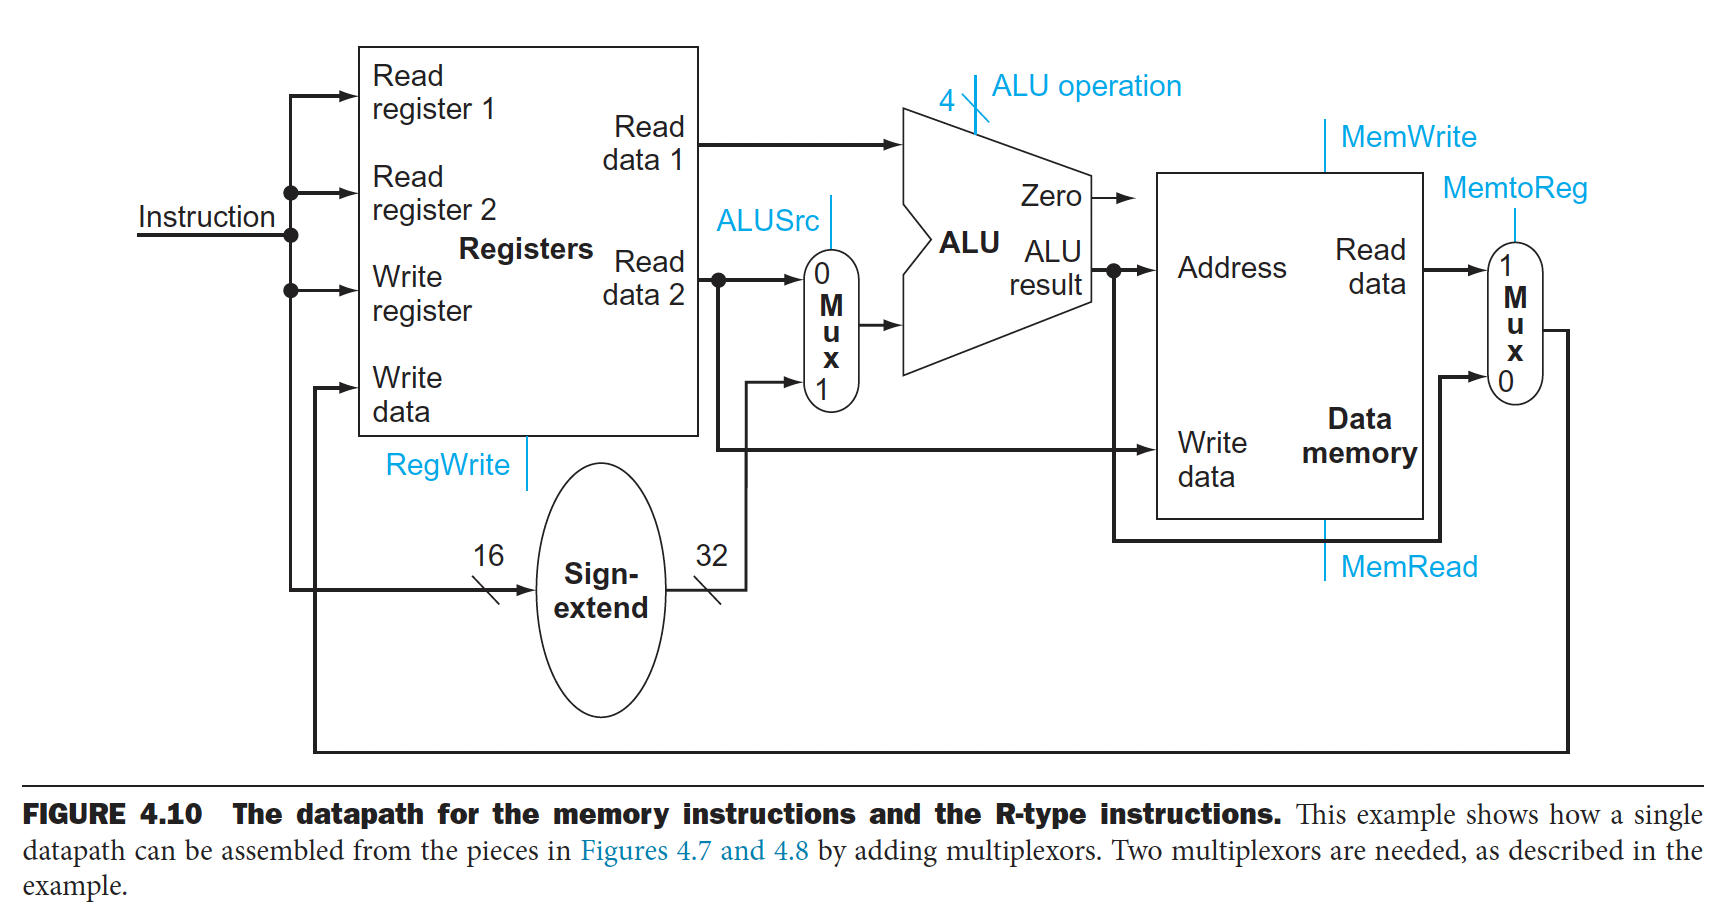 Read
register 1
Read
register 2
Instruction
Registers
Write
register
Write
data
Read
data 1
Read
data 2
RegWrite
16
Sign-
extend
32
ALUSrc
0
M
u
x
1
4
ALU operation
Zero
ALU
ALU
result
MemWrite
Address
Read
data
Write
data
Data
memory
MemRead
MemtoReg
1
M
u
x
0
FIGURE 4.10 The datapath for the memory instructions and the R-type instructions. This example shows how a single
datapath can be assembled from the pieces in Figures 4.7 and 4.8 by adding multiplexors. Two multiplexors are needed, as described in the
example.